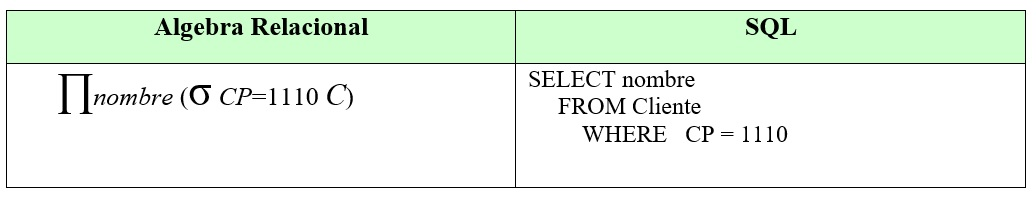 Algebra Relacional
SQL
∏nombre (σ CP=1110 C)
SELECT nombre
FROM Cliente
WHERE CP = 1110